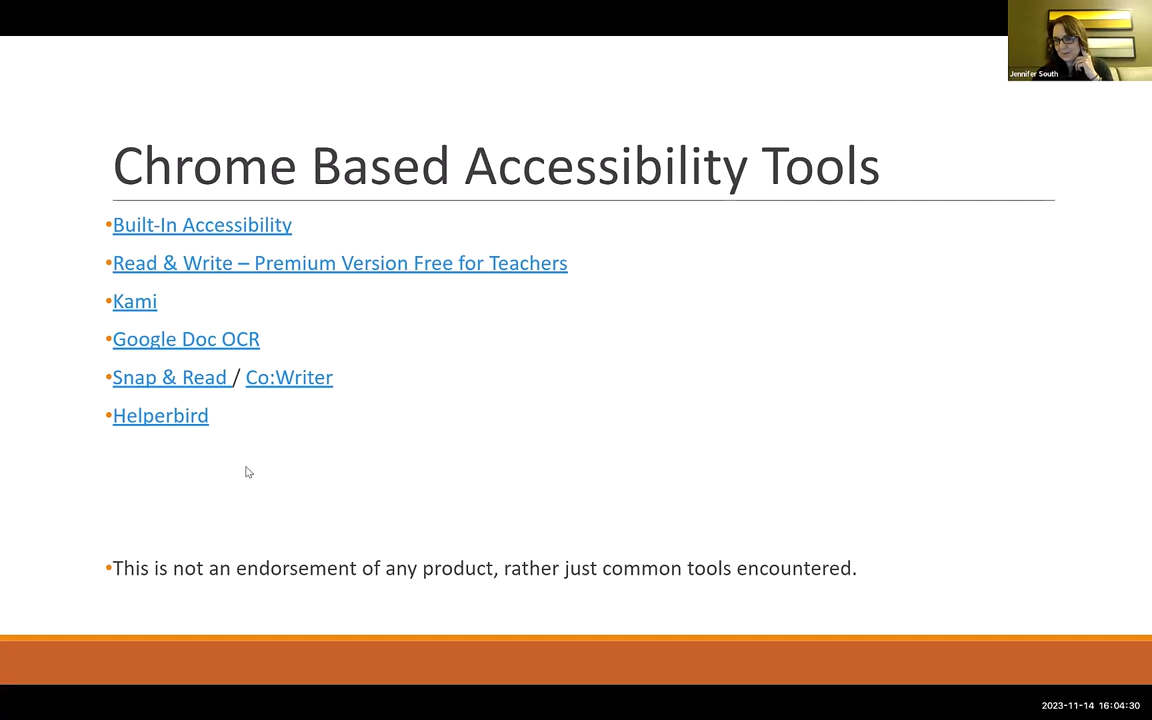 Jennifer South
Chrome Based Accessibility Tools
•Built-In Accessibility
•Read & Write – Premium Version Free for Teachers
•Kami
•Google Doc OCR
•Snap & Read / Co:Writer
•Helperbird
•This is not an endorsement of any product, rather just common tools encountered.
2023-11-14 16:04:30